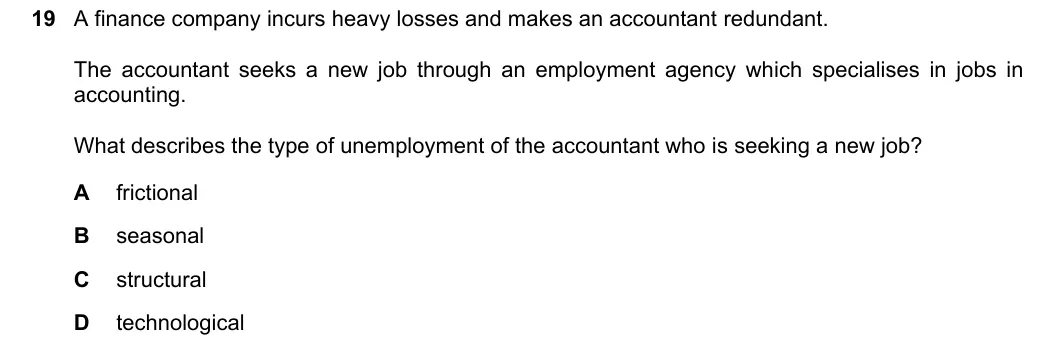 19 A finance company incurs heavy losses and makes an accountant redundant.
The accountant seeks a new job through an employment agency which specialises in jobs in
accounting.
What describes the type of unemployment of the accountant who is seeking a new job?
A frictional
B seasonal
C structural
D technological